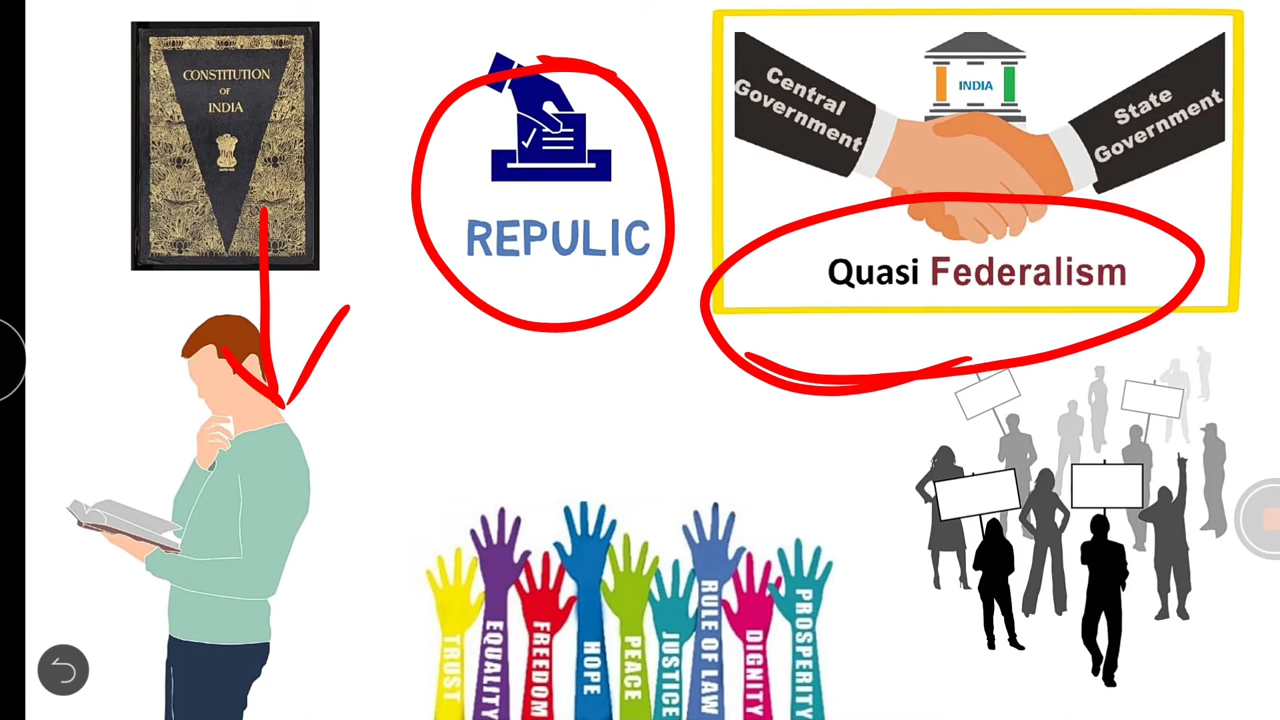 CONSTITUTION
OF
INDIA
REPULIC
Central
Government
INDIA
State
Government
Quasi Federalism
TRUST
EQUALITY
FREEDOM
HOPE
PEACE
JUSTICE
RULE OF LAW
DIGNITY
PROSPERITY